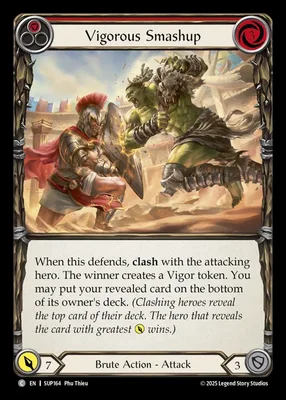 Vigorous Smashup
When this defends, clash with the attacking
hero. The winner creates a Vigor token. You
may put your revealed card on the bottom
of its owner's deck. (Clashing heroes reveal
the top card of their deck. The hero that
reveals the card with greatest wins.)
7 Brute Action - Attack 3
C EN | SUP164 Phu Thieu ©2025 Legend Story Studios